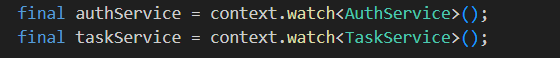 final authService = context.watch<AuthService>();
final taskService = context.watch<TaskService>();